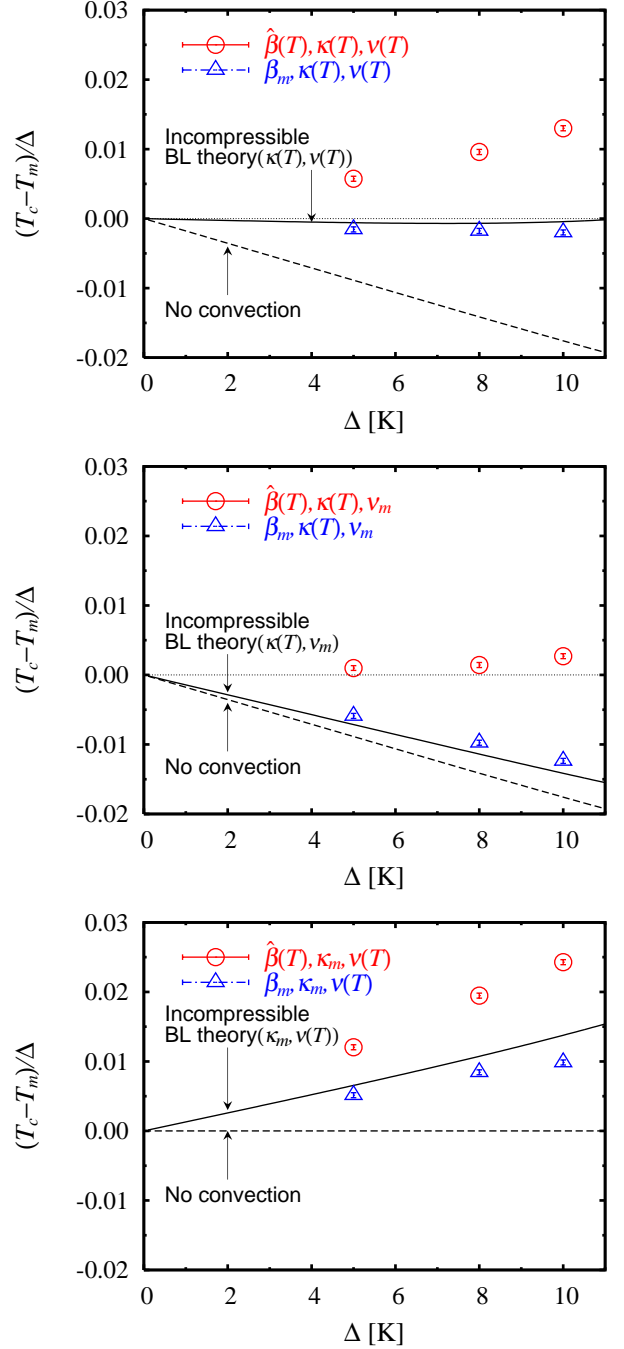 0.03
0.02
0.01
0.00
-0.01
-0.02
(T_c−T_m)/Δ
β̂(T), κ(T), ν(T)
β_m, κ(T), ν(T)
Incompressible
BL theory(κ(T), ν(T))
No convection
0 2 4 6 8 10
Δ [K]
0.03
0.02
0.01
0.00
-0.01
-0.02
(T_c−T_m)/Δ
β̂(T), κ(T), ν_m
β_m, κ(T), ν_m
Incompressible
BL theory(κ(T), ν_m)
No convection
0 2 4 6 8 10
Δ [K]
0.03
0.02
0.01
0.00
-0.01
-0.02
(T_c−T_m)/Δ
β̂(T), κ_m, ν(T)
β_m, κ_m, ν(T)
Incompressible
BL theory(κ_m, ν(T))
No convection
0 2 4 6 8 10
Δ [K]